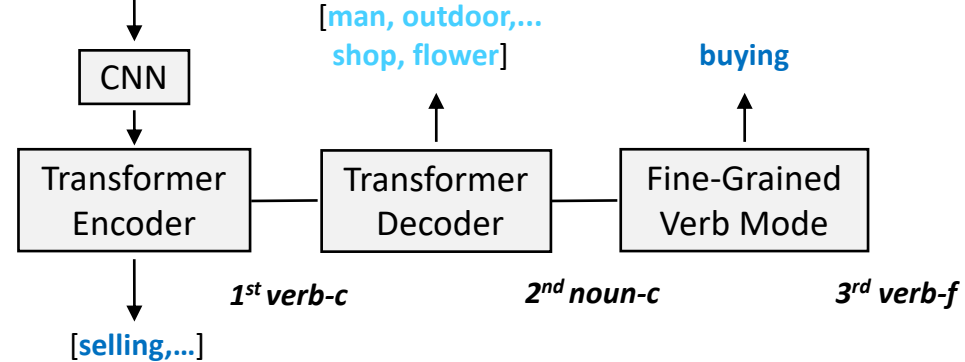 [man, outdoor,...
shop, flower]
buying
CNN
Transformer
Encoder
Transformer
Decoder
Fine-Grained
Verb Mode
1st verb-c
2nd noun-c
3rd verb-f
[selling,...]